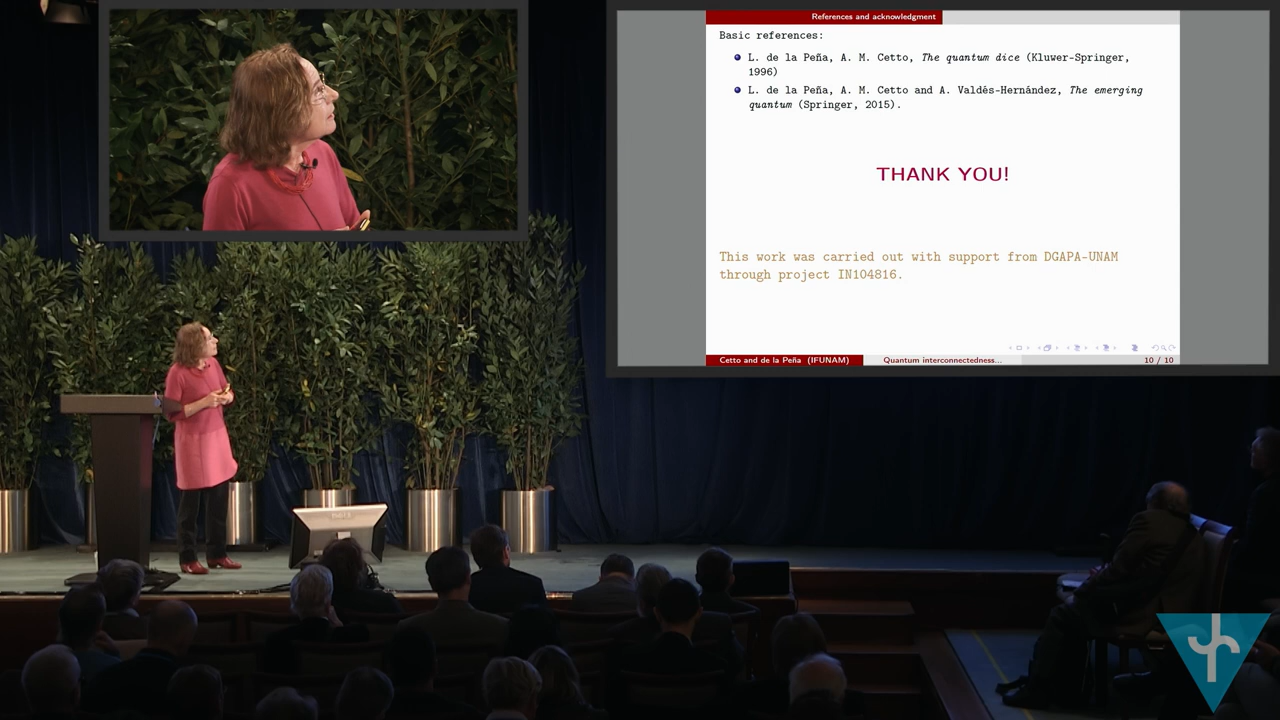 References and acknowledgment
Basic references:
L. de la Peña, A. M. Cetto, The quantum dice (Kluwer-Springer,
1996)
L. de la Peña, A. M. Cetto and A. Valdés-Hernández, The emerging
quantum (Springer, 2015).
THANK YOU!
This work was carried out with support from DGAPA-UNAM
through project IN104816.
Cetto and de la Peña (IFUNAM)
Quantum interconnectedness...
10 / 10